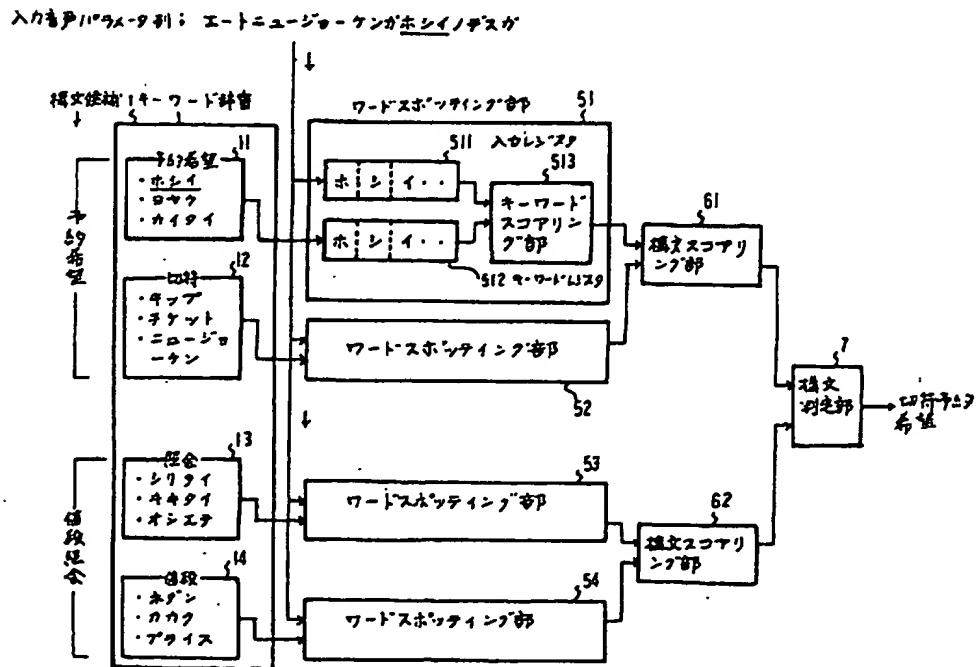 入力音声パラメータ列; エートニュージョーケンガホシイノデスガ
構文候補
1キーワード辞書
ワードスポッティング部
51
予約希望
11
・ホシイ
・ヨヤク
・カイタイ
511
入力レジスタ
ホ シ イ・・
513
キーワード
スコアリン
グ部
ホ シ イ・・
512 キーワードレジスタ
61
構文スコアリ
ング部
予約希望
切符
12
・キップ
・チケット
・ニュージョ
ーケン
ワードスポッティング部
52
7
構文
判定部
切符予約
希望
照会
13
・シリタイ
・キキタイ
・オシエテ
53
ワードスポッティング部
62
構文スコアリ
ング部
値段照会
値段
14
・ネダン
・カカク
・プライス
54
ワードスポッティング部